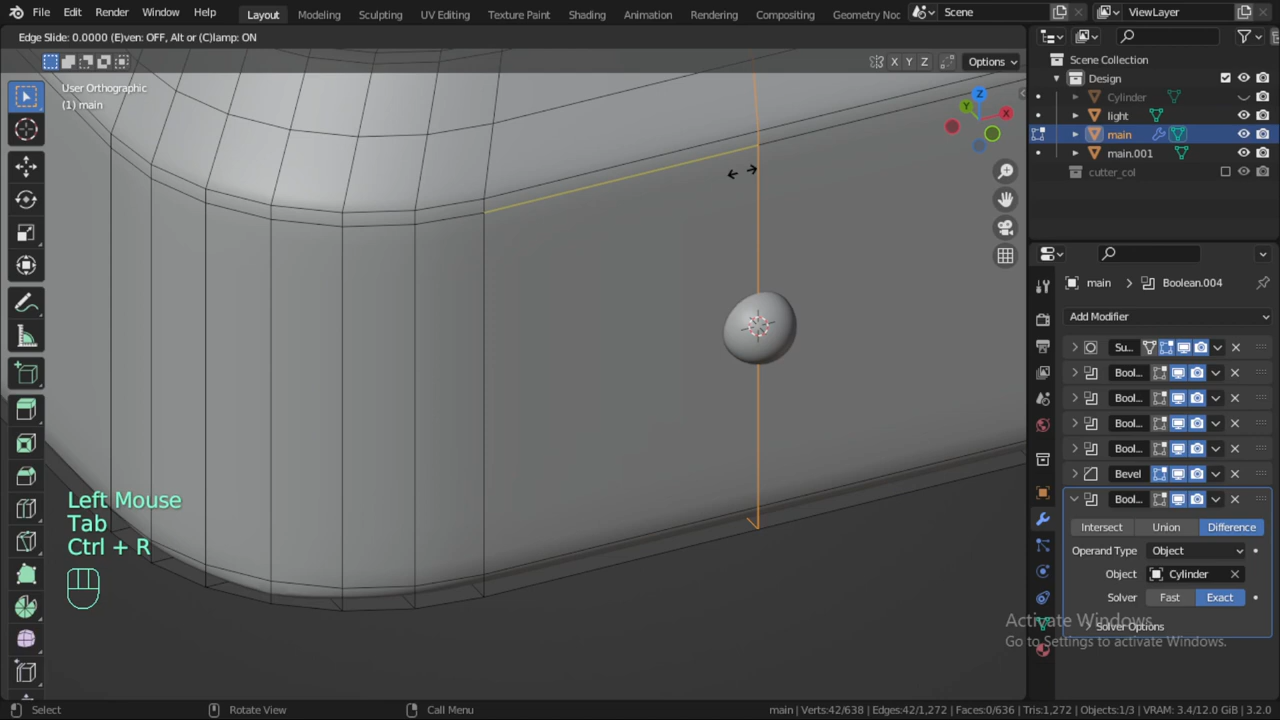 File Edit Render Window Help
Layout Modeling Sculpting UV Editing Texture Paint Shading Animation Rendering Compositing Geometry Noc
Scene
ViewLayer
Edge Slide: 0.0000 (E)ven: OFF, Alt or (C)lamp: ON
X Y Z
Options
User Orthographic
(1) main
Z
Y
X
Scene Collection
Design
Cylinder
light
main
main.001
cutter_col
main > Boolean.004
Add Modifier
Su...
Bool...
Bool...
Bool...
Bool...
Bevel
Boo...
Intersect Union Difference
Operand Type Object
Object Cylinder
Solver Fast Exact
Solver Options
Activate Windows
Go to Settings to activate Windows.
Left Mouse
Tab
Ctrl + R
Select
Rotate View
Call Menu
main | Verts:42/638 | Edges:42/1,272 | Faces:0/636 | Tris:1,272 | Objects:1/3 | VRAM: 3.4/12.0 GiB | 3.2.0